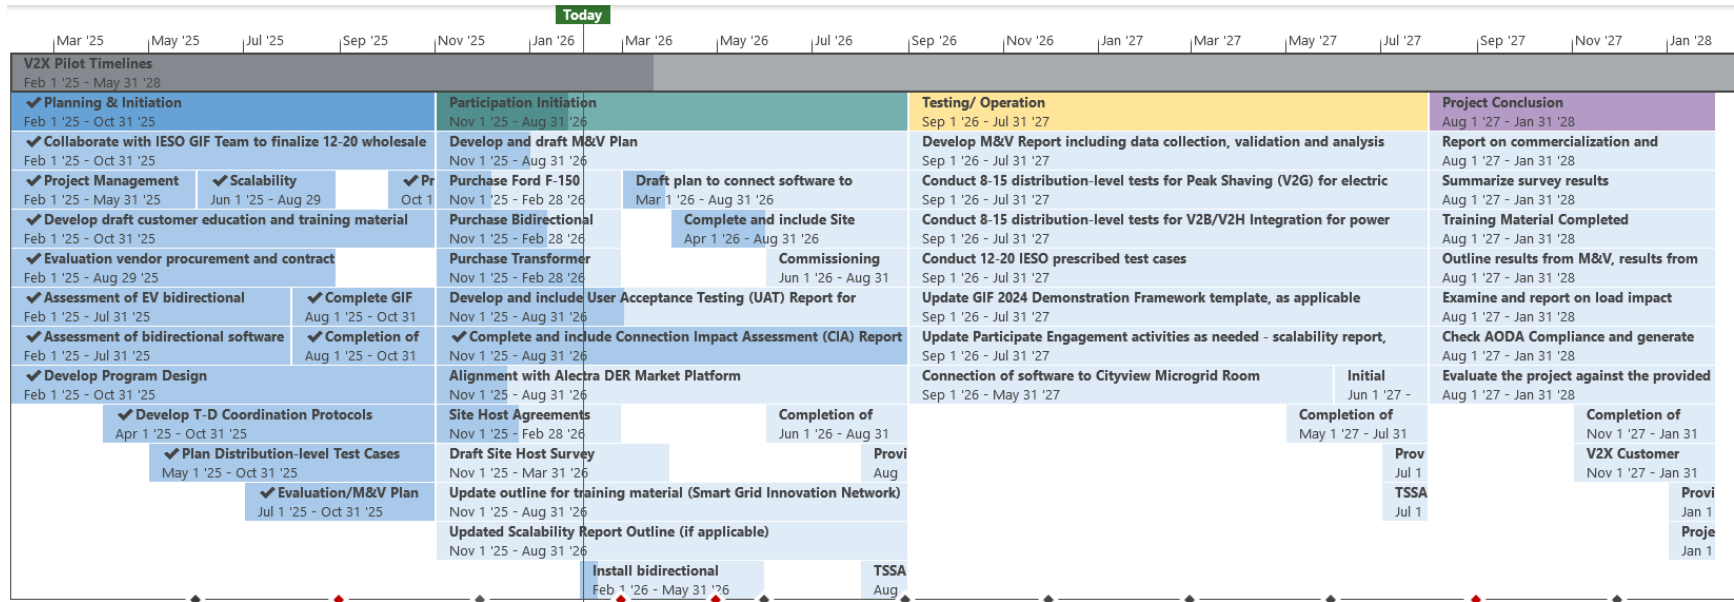 Today
Mar '25 May '25 Jul '25 Sep '25 Nov '25 Jan '26 Mar '26 May '26 Jul '26 Sep '26 Nov '26 Jan '27 Mar '27 May '27 Jul '27 Sep '27 Nov '27 Jan '28
V2X Pilot Timelines
Feb 1 '25 - May 31 '28
✔Planning & Initiation Participation Initiation Testing/ Operation Project Conclusion
Feb 1 '25 - Oct 31 '25 Nov 1 '25 - Aug 31 '26 Sep 1 '26 - Jul 31 '27 Aug 1 '27 - Jan 31 '28
✔Collaborate with IESO GIF Team to finalize 12-20 wholesale Develop and draft M&V Plan Develop M&V Report including data collection, validation and analysis Report on commercialization and
Feb 1 '25 - Oct 31 '25 Nov 1 '25 - Aug 31 '26 Sep 1 '26 - Jul 31 '27 Aug 1 '27 - Jan 31 '28
✔Project Management ✔Scalability ✔Pr Purchase Ford F-150 Draft plan to connect software to Conduct 8-15 distribution-level tests for Peak Shaving (V2G) for electric Summarize survey results
Feb 1 '25 - May 31 '25 Jun 1 '25 - Aug 29 Oct 1 Nov 1 '25 - Feb 28 '26 Mar 1 '26 - Aug 31 '26 Sep 1 '26 - Jul 31 '27 Aug 1 '27 - Jan 31 '28
✔Develop draft customer education and training material Purchase Bidirectional Complete and include Site Conduct 8-15 distribution-level tests for V2B/V2H Integration for power Training Material Completed
Feb 1 '25 - Oct 31 '25 Nov 1 '25 - Feb 28 '26 Apr 1 '26 - Aug 31 '26 Sep 1 '26 - Jul 31 '27 Aug 1 '27 - Jan 31 '28
✔Evaluation vendor procurement and contract Purchase Transformer Commissioning Conduct 12-20 IESO prescribed test cases Outline results from M&V, results from
Feb 1 '25 - Aug 29 '25 Nov 1 '25 - Feb 28 '26 Jun 1 '26 - Aug 31 Sep 1 '26 - Jul 31 '27 Aug 1 '27 - Jan 31 '28
✔Assessment of EV bidirectional ✔Complete GIF Develop and include User Acceptance Testing (UAT) Report for Update GIF 2024 Demonstration Framework template, as applicable Examine and report on load impact
Feb 1 '25 - Jul 31 '25 Aug 1 '25 - Oct 31 Nov 1 '25 - Aug 31 '26 Sep 1 '26 - Jul 31 '27 Aug 1 '27 - Jan 31 '28
✔Assessment of bidirectional software ✔Completion of ✔Complete and include Connection Impact Assessment (CIA) Report Update Participate Engagement activities as needed - scalability report, Check AODA Compliance and generate
Feb 1 '25 - Jul 31 '25 Aug 1 '25 - Oct 31 Nov 1 '25 - Aug 31 '26 Sep 1 '26 - Jul 31 '27 Aug 1 '27 - Jan 31 '28
✔Develop Program Design Alignment with Alectra DER Market Platform Connection of software to Cityview Microgrid Room Initial Evaluate the project against the provided
Feb 1 '25 - Oct 31 '25 Nov 1 '25 - Aug 31 '26 Sep 1 '26 - May 31 '27 Jun 1 '27 - Aug 1 '27 - Jan 31 '28
✔Develop T-D Coordination Protocols Site Host Agreements Completion of Completion of Completion of
Apr 1 '25 - Oct 31 '25 Nov 1 '25 - Feb 28 '26 Jun 1 '26 - Aug 31 May 1 '27 - Jul 31 Nov 1 '27 - Jan 31
✔Plan Distribution-level Test Cases Draft Site Host Survey Provi Prov V2X Customer
May 1 '25 - Oct 31 '25 Nov 1 '25 - Mar 31 '26 Aug Jul 1 Nov 1 '27 - Jan 31
✔Evaluation/M&V Plan Update outline for training material (Smart Grid Innovation Network) TSSA Provi
Jul 1 '25 - Oct 31 '25 Nov 1 '25 - Aug 31 '26 Jul 1 Jan 1
Updated Scalability Report Outline (if applicable) Proje
Nov 1 '25 - Aug 31 '26 Jan 1
Install bidirectional TSSA
Feb 1 '26 - May 31 '26 Aug